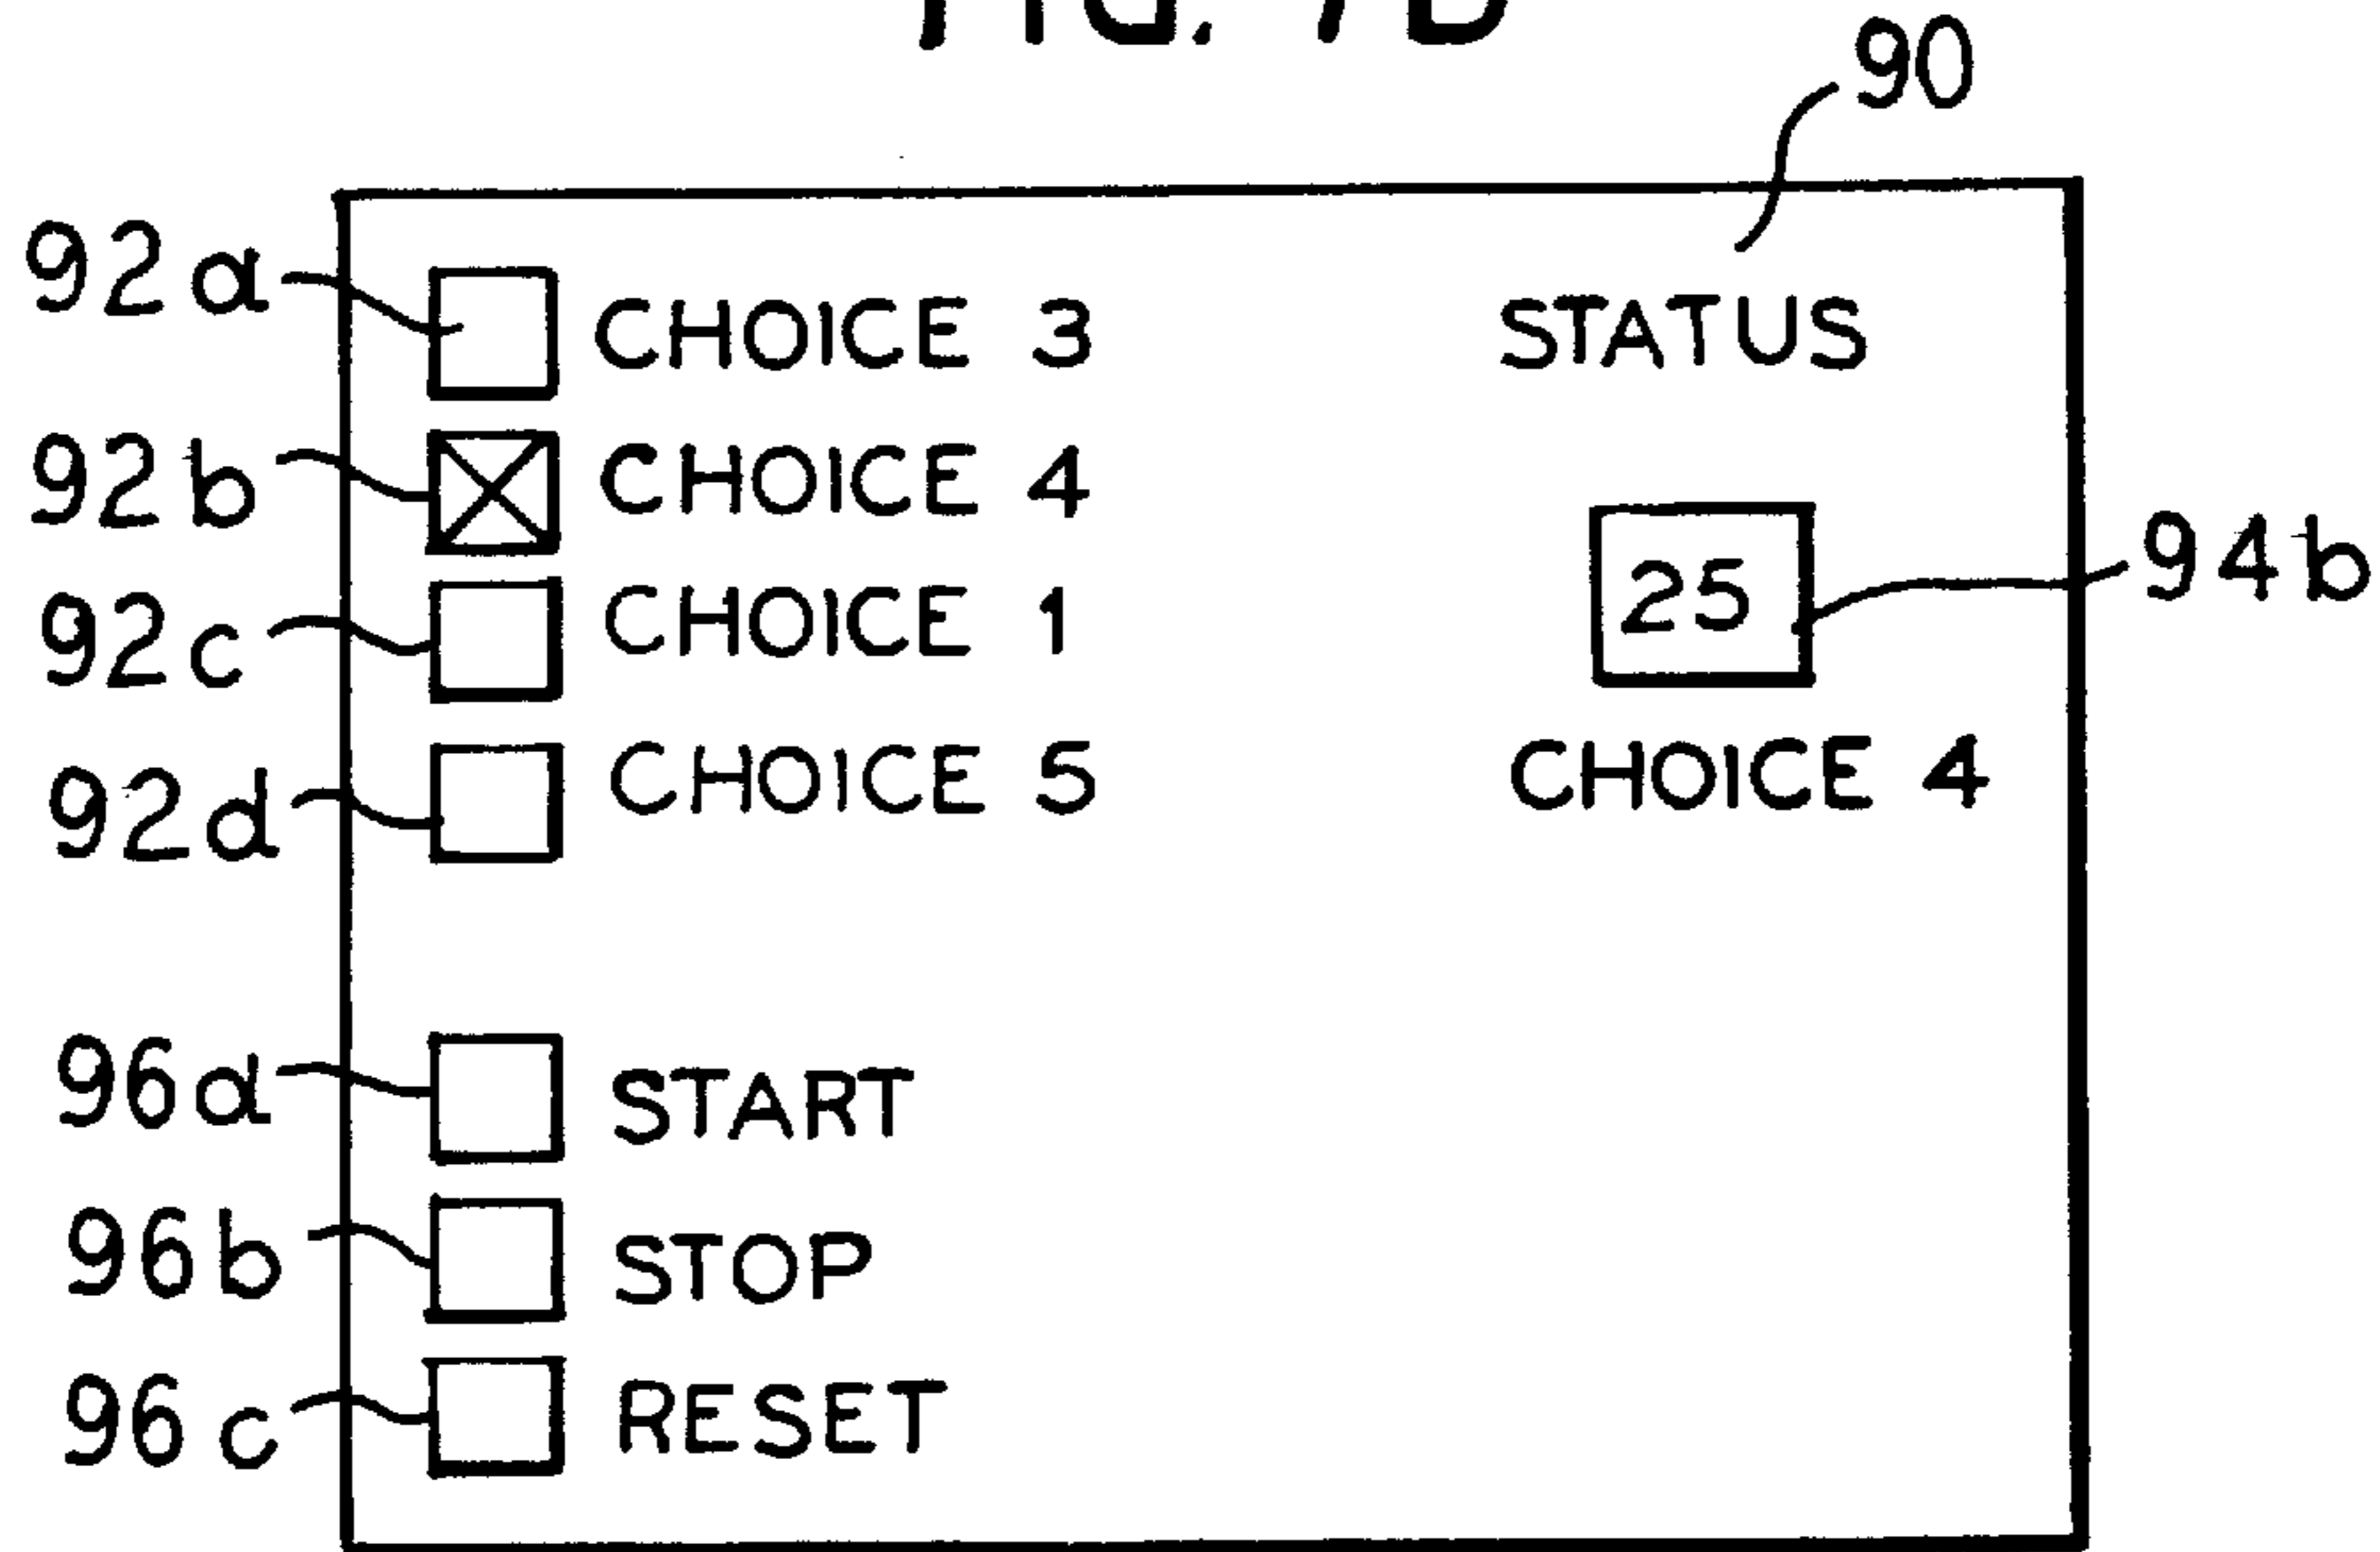 FIG.
90
92a CHOICE 3 STATUS
92b CHOICE 4
92c CHOICE 1 25 94b
92d CHOICE 5 CHOICE 4
96a START
96b STOP
96c RESET